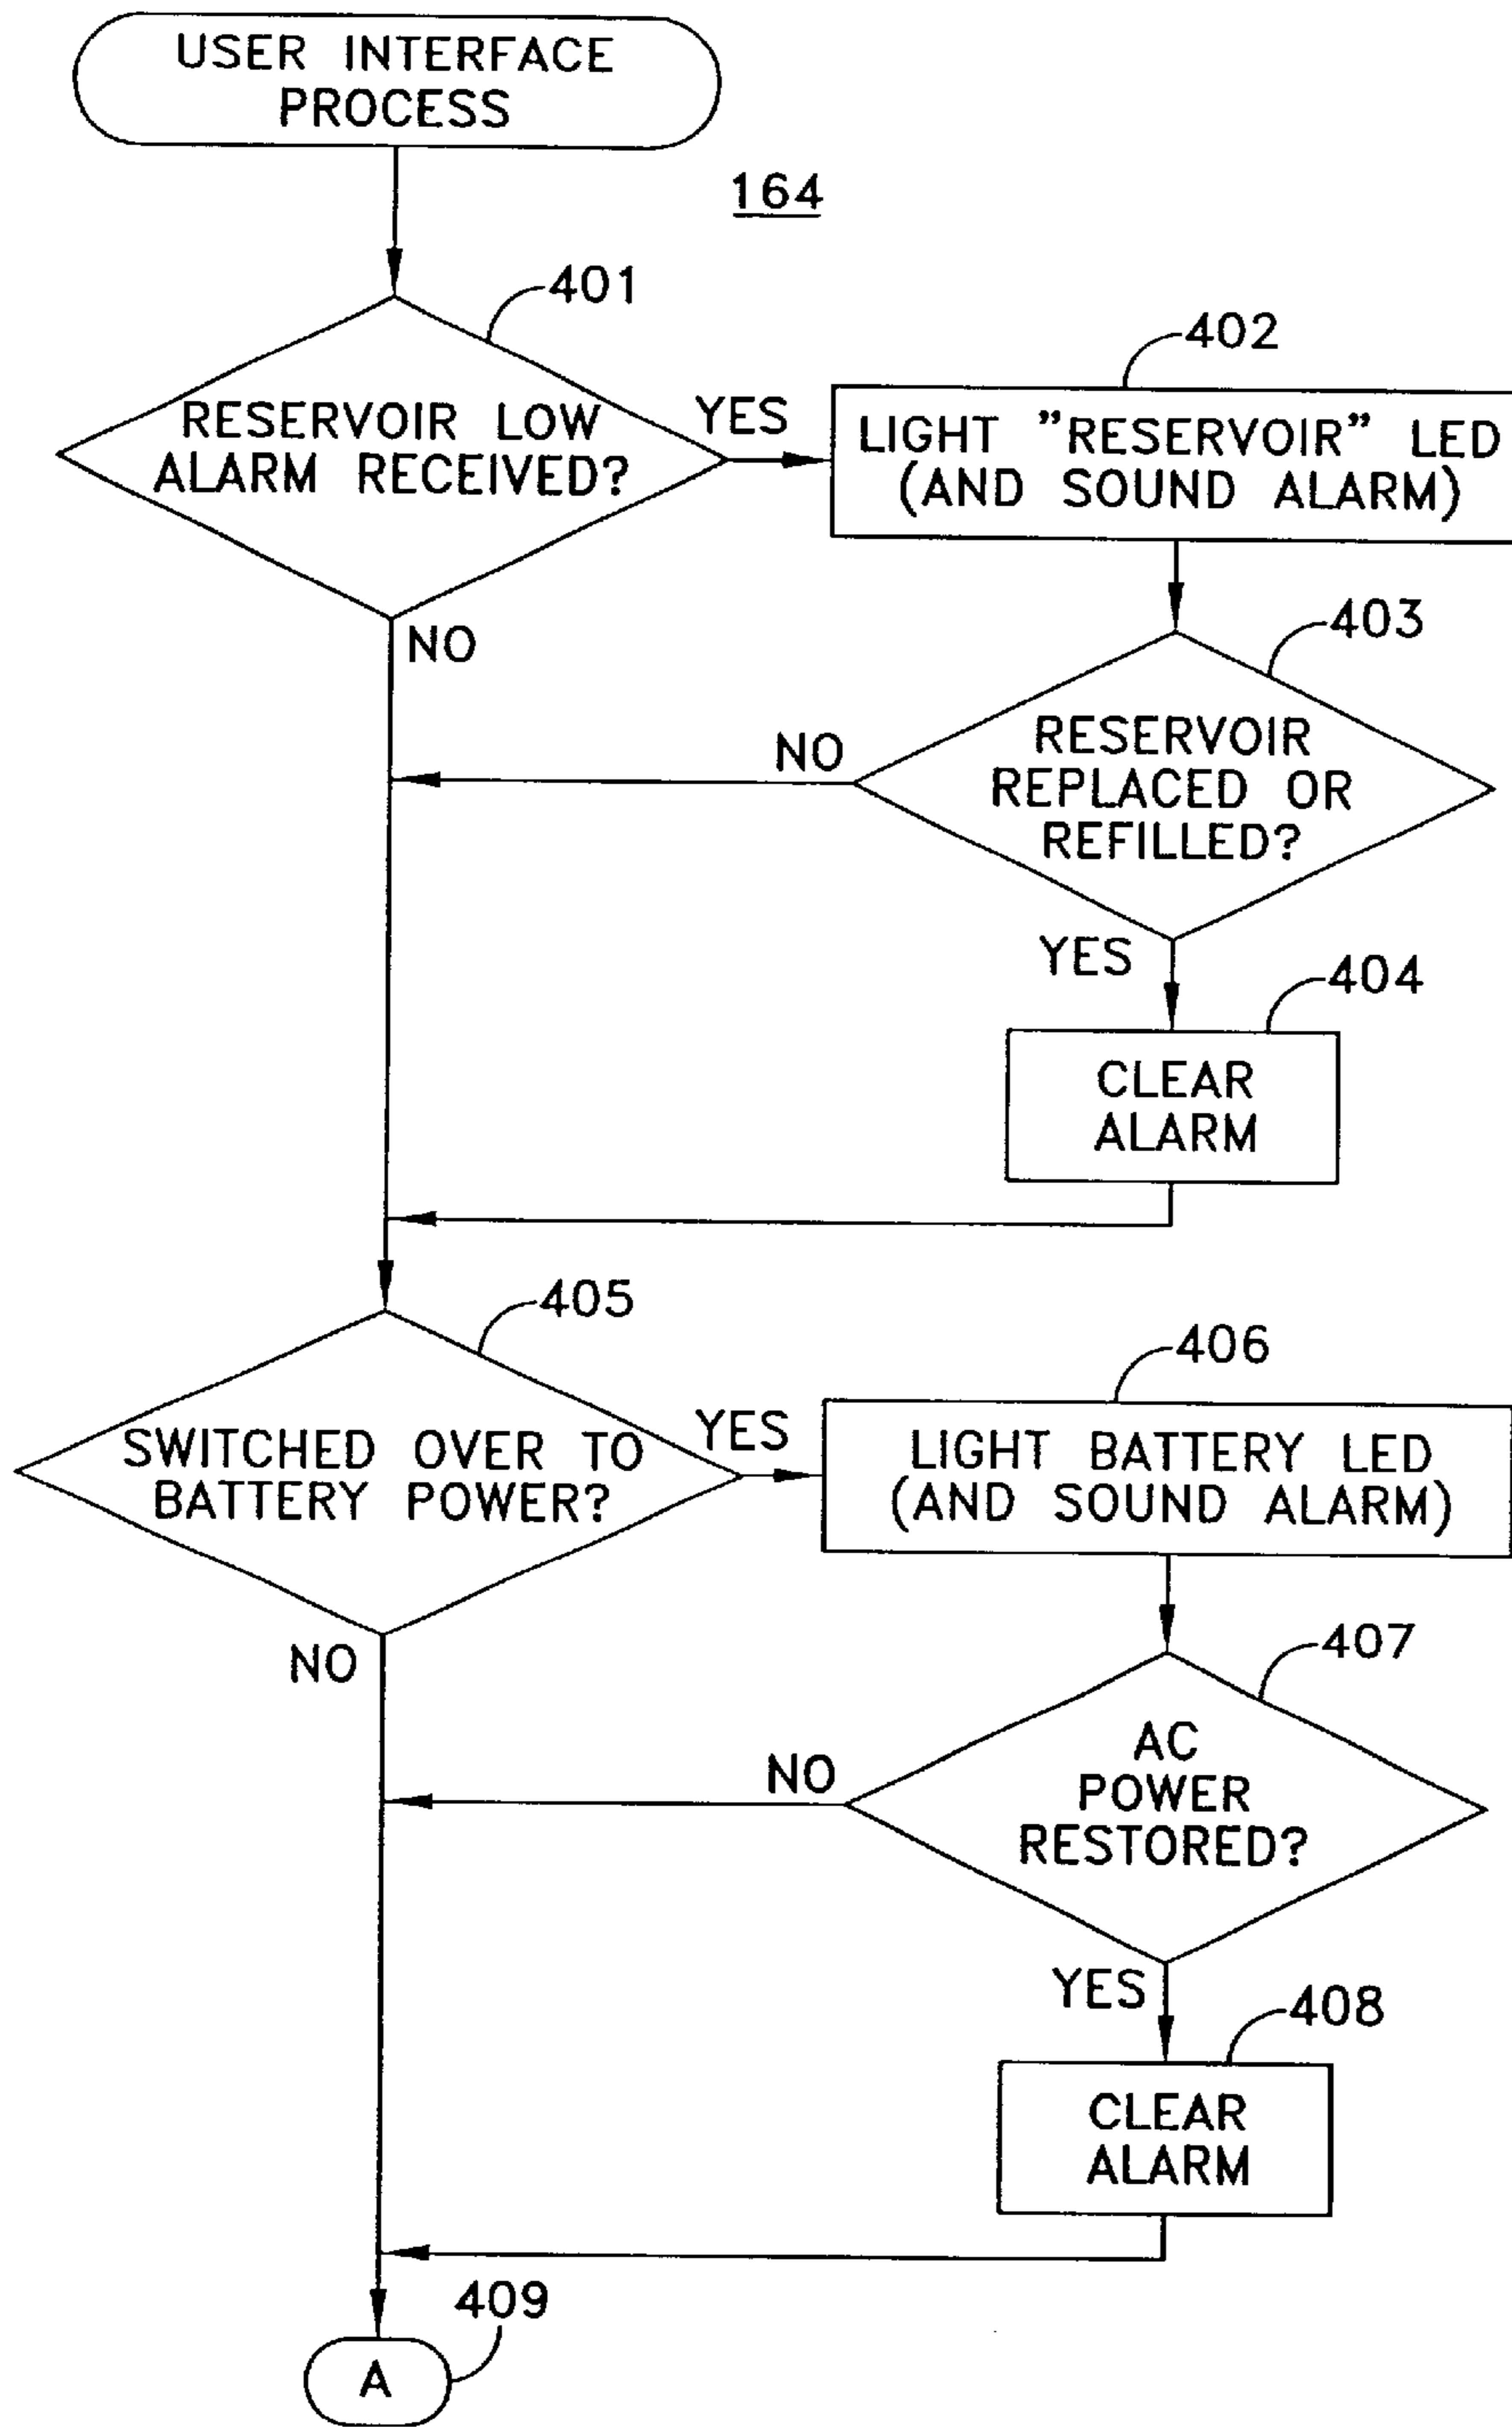 USER INTERFACE
PROCESS
164
401
RESERVOIR LOW
ALARM RECEIVED?
YES
NO
402
LIGHT ”RESERVOIR” LED
(AND SOUND ALARM)
403
RESERVOIR
REPLACED OR
REFILLED?
NO
YES
404
CLEAR
ALARM
405
SWITCHED OVER TO
BATTERY POWER?
YES
NO
406
LIGHT BATTERY LED
(AND SOUND ALARM)
407
AC
POWER
RESTORED?
NO
YES
408
CLEAR
ALARM
409
A